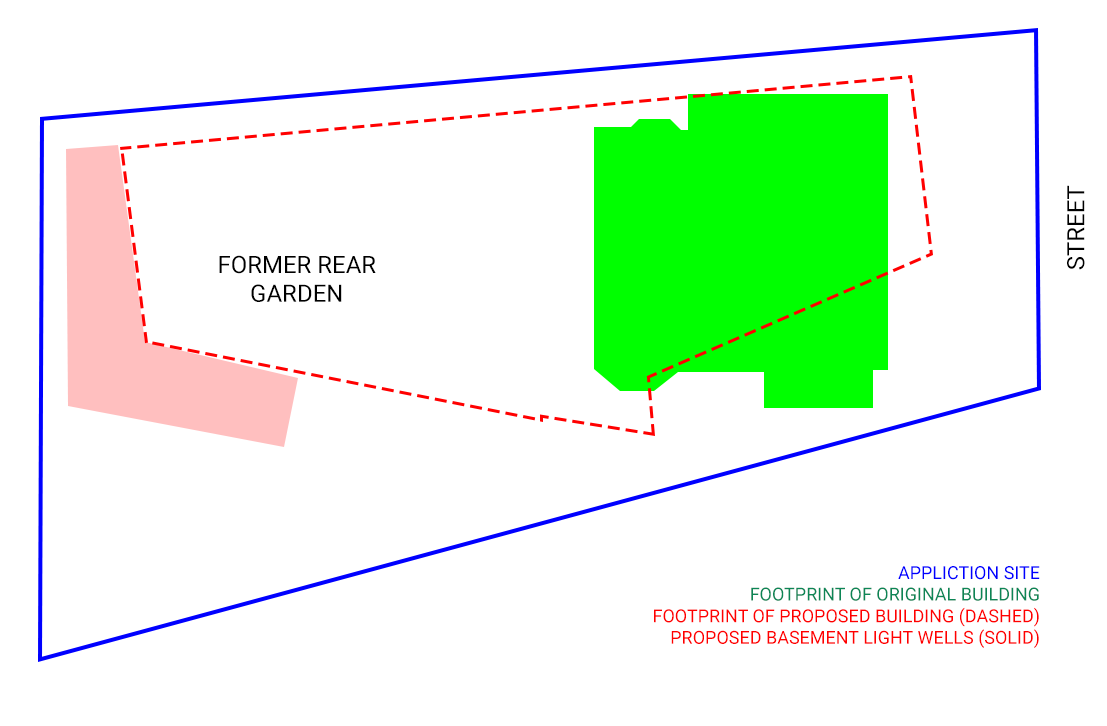 FORMER REAR
GARDEN
STREET
APPLICTION SITE
FOOTPRINT OF ORIGINAL BUILDING
FOOTPRINT OF PROPOSED BUILDING (DASHED)
PROPOSED BASEMENT LIGHT WELLS (SOLID)